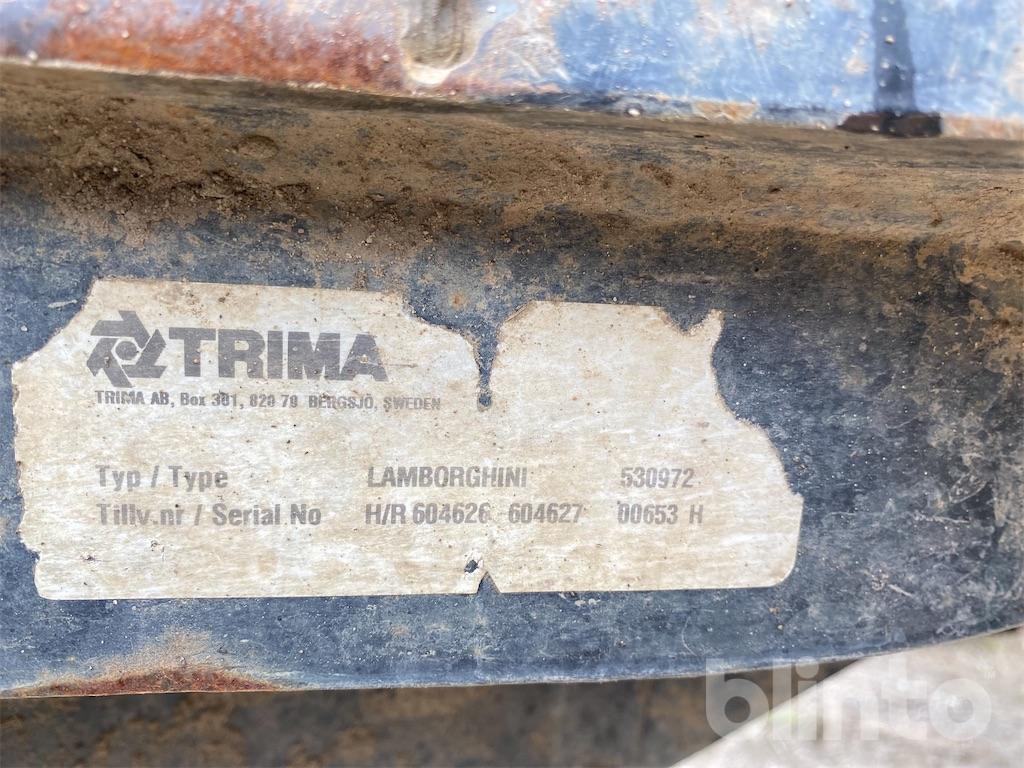 TRIMA
TRIMA AB, Box 301, 820 70 BERGSJÖ, SWEDEN
Typ / Type LAMBORGHINI 530972
Tillv.nr / Serial No H/R 604626 604627 00653 H
blinto